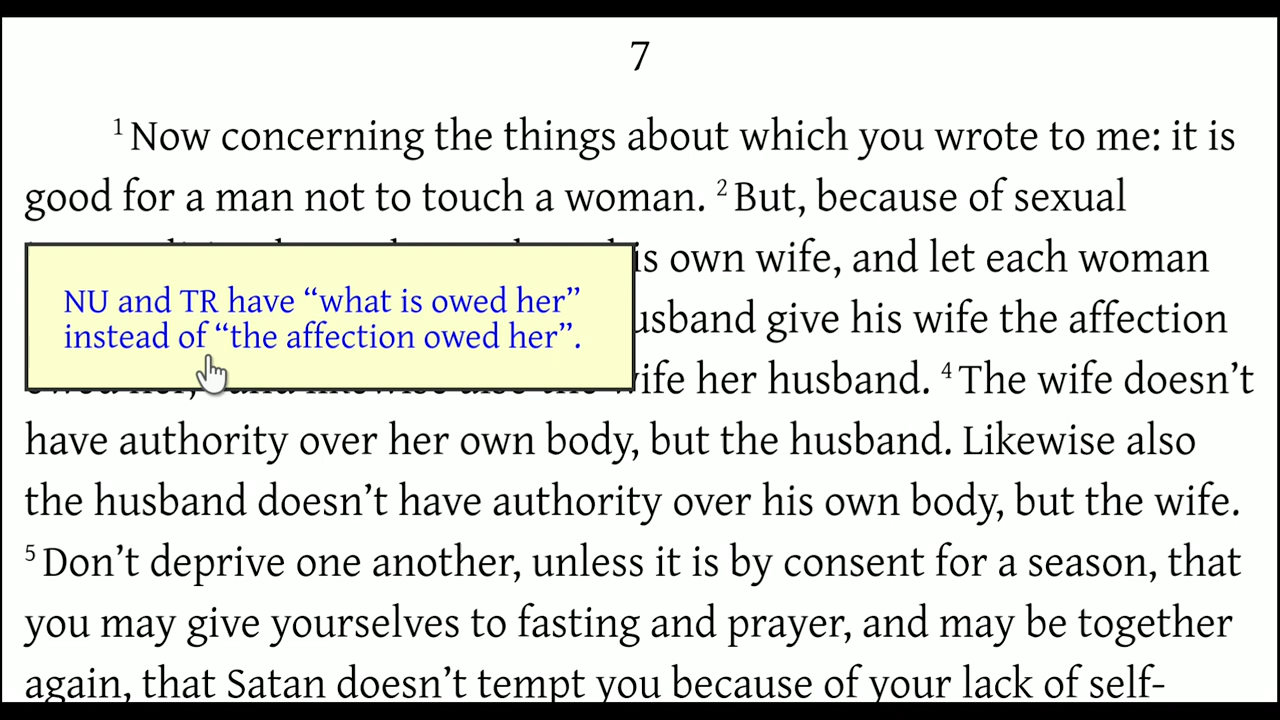 7
1 Now concerning the things about which you wrote to me: it is
good for a man not to touch a woman. 2 But, because of sexual
is own wife, and let each woman
NU and TR have “what is owed her”
instead of “the affection owed her”.
usband give his wife the affection
wife her husband. 4 The wife doesn’t
have authority over her own body, but the husband. Likewise also
the husband doesn’t have authority over his own body, but the wife.
5 Don’t deprive one another, unless it is by consent for a season, that
you may give yourselves to fasting and prayer, and may be together
again, that Satan doesn’t tempt you because of your lack of self-